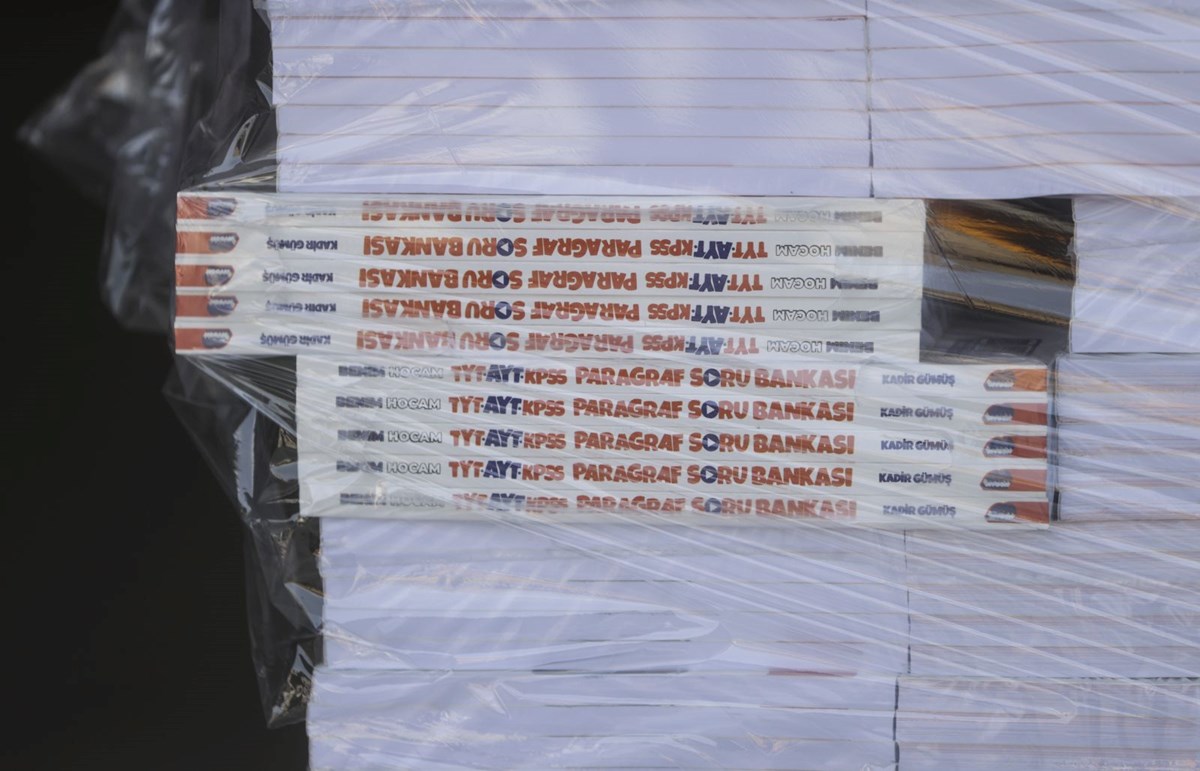 BENİM HOCAM TYT-AYT-KPSS PARAGRAF SORU BANKASI
KADİR GÜMÜŞ BENİM HOCAM TYT-AYT-KPSS PARAGRAF SORU BANKASI
KADİR GÜMÜŞ BENİM HOCAM TYT-AYT-KPSS PARAGRAF SORU BANKASI
KADİR GÜMÜŞ BENİM HOCAM TYT-AYT-KPSS PARAGRAF SORU BANKASI
KADİR GÜMÜŞ BENİM HOCAM TYT-AYT-KPSS PARAGRAF SORU BANKASI
KADİR GÜMÜŞ
BENİM HOCAM TYT-AYT-KPSS PARAGRAF SORU BANKASI KADİR GÜMÜŞ
BENİM HOCAM TYT-AYT-KPSS PARAGRAF SORU BANKASI KADİR GÜMÜŞ
BENİM HOCAM TYT-AYT-KPSS PARAGRAF SORU BANKASI KADİR GÜMÜŞ
BENİM HOCAM TYT-AYT-KPSS PARAGRAF SORU BANKASI KADİR GÜMÜŞ
BENİM HOCAM TYT-AYT-KPSS PARAGRAF SORU BANKASI KADİR GÜMÜŞ